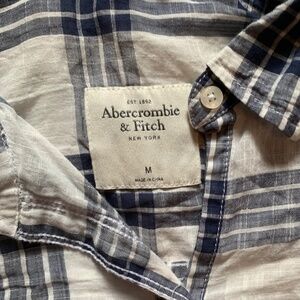 EST. 1892
Abercrombie
& Fitch
NEW YORK
M
MADE IN CHINA